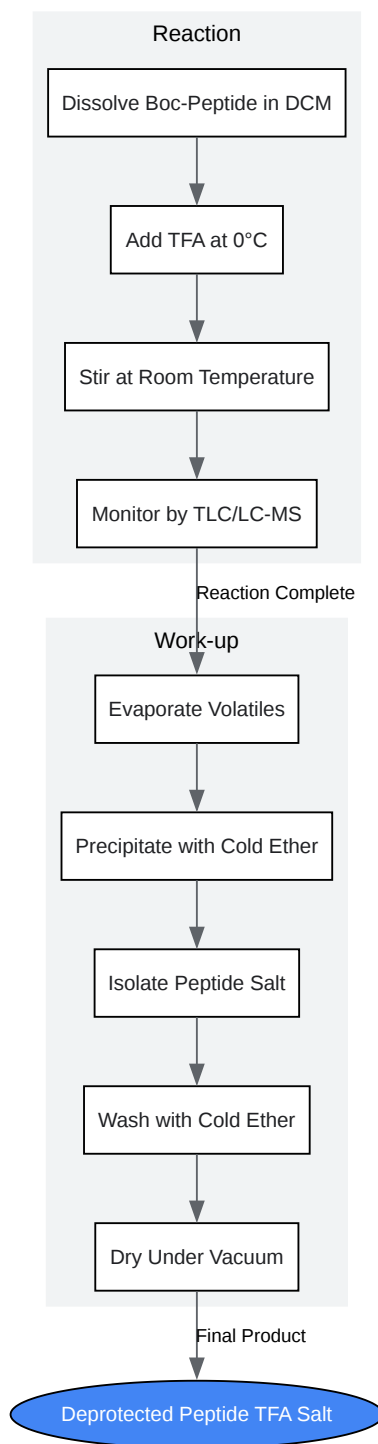 Reaction
Dissolve Boc-Peptide in DCM
Add TFA at 0°C
Stir at Room Temperature
Monitor by TLC/LC-MS
Reaction Complete
Work-up
Evaporate Volatiles
Precipitate with Cold Ether
Isolate Peptide Salt
Wash with Cold Ether
Dry Under Vacuum
Final Product
Deprotected Peptide TFA Salt